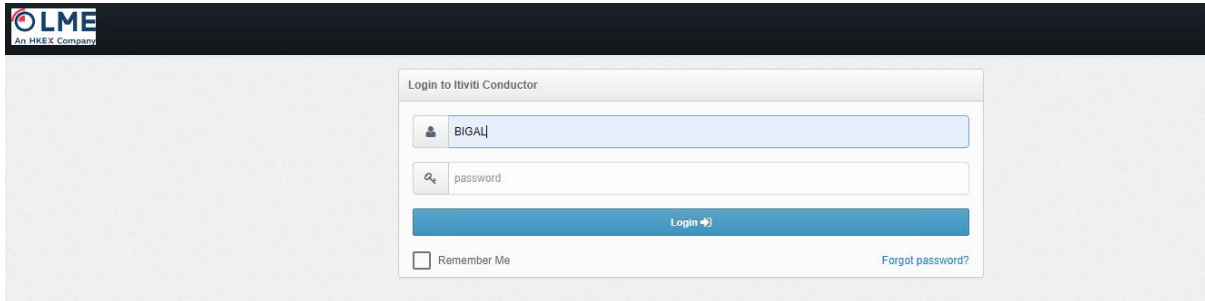 LME
An HKEX Company
Login to Itiviti Conductor
BIGAL
password
Login
Remember Me
Forgot password?